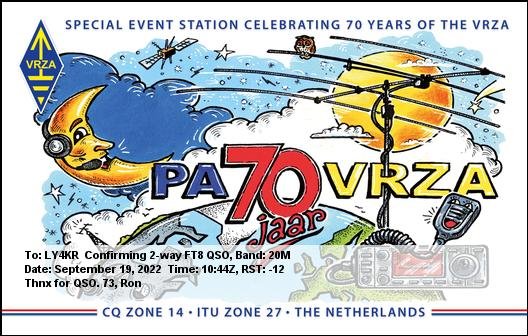 SPECIAL EVENT STATION CELEBRATING 70 YEARS OF THE VRZA
VRZA
PA70VRZA
jaar
To: LY4KR Confirming 2-way FT8 QSO, Band: 20M
Date: September 19, 2022 Time: 10:44Z, RST: -12
Thnx for QSO. 73, Ron
CQ ZONE 14 • ITU ZONE 27 • THE NETHERLANDS